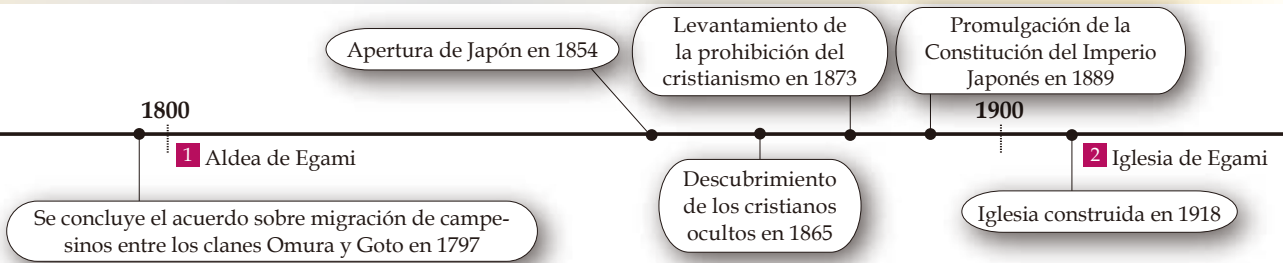 Levantamiento de
la prohibición del
cristianismo en 1873
Promulgación de la
Constitución del Imperio
Japonés en 1889
Apertura de Japón en 1854
1800
1900
1 Aldea de Egami
2 Iglesia de Egami
Descubrimiento
de los cristianos
ocultos en 1865
Se concluye el acuerdo sobre migración de campe-
sinos entre los clanes Omura y Goto en 1797
Iglesia construida en 1918